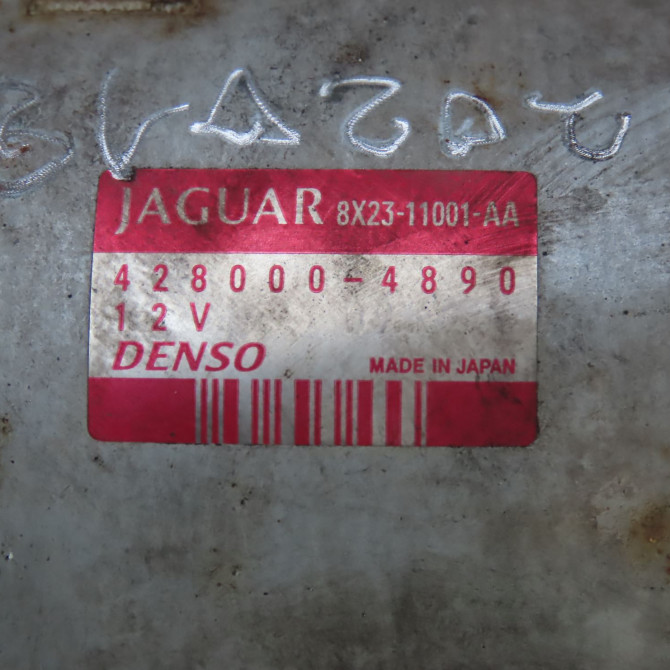 JAGUAR 8X23-11001-AA
428000-4890
12V
DENSO MADE IN JAPAN